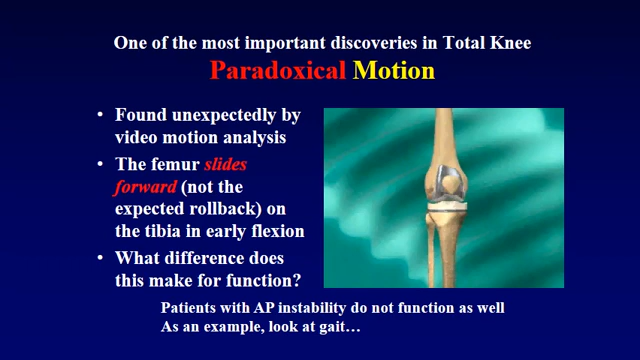 One of the most important discoveries in Total Knee
Paradoxical Motion
• Found unexpectedly by
video motion analysis
• The femur slides
forward (not the
expected rollback) on
the tibia in early flexion
• What difference does
this make for function?
Patients with AP instability do not function as well
As an example, look at gait…